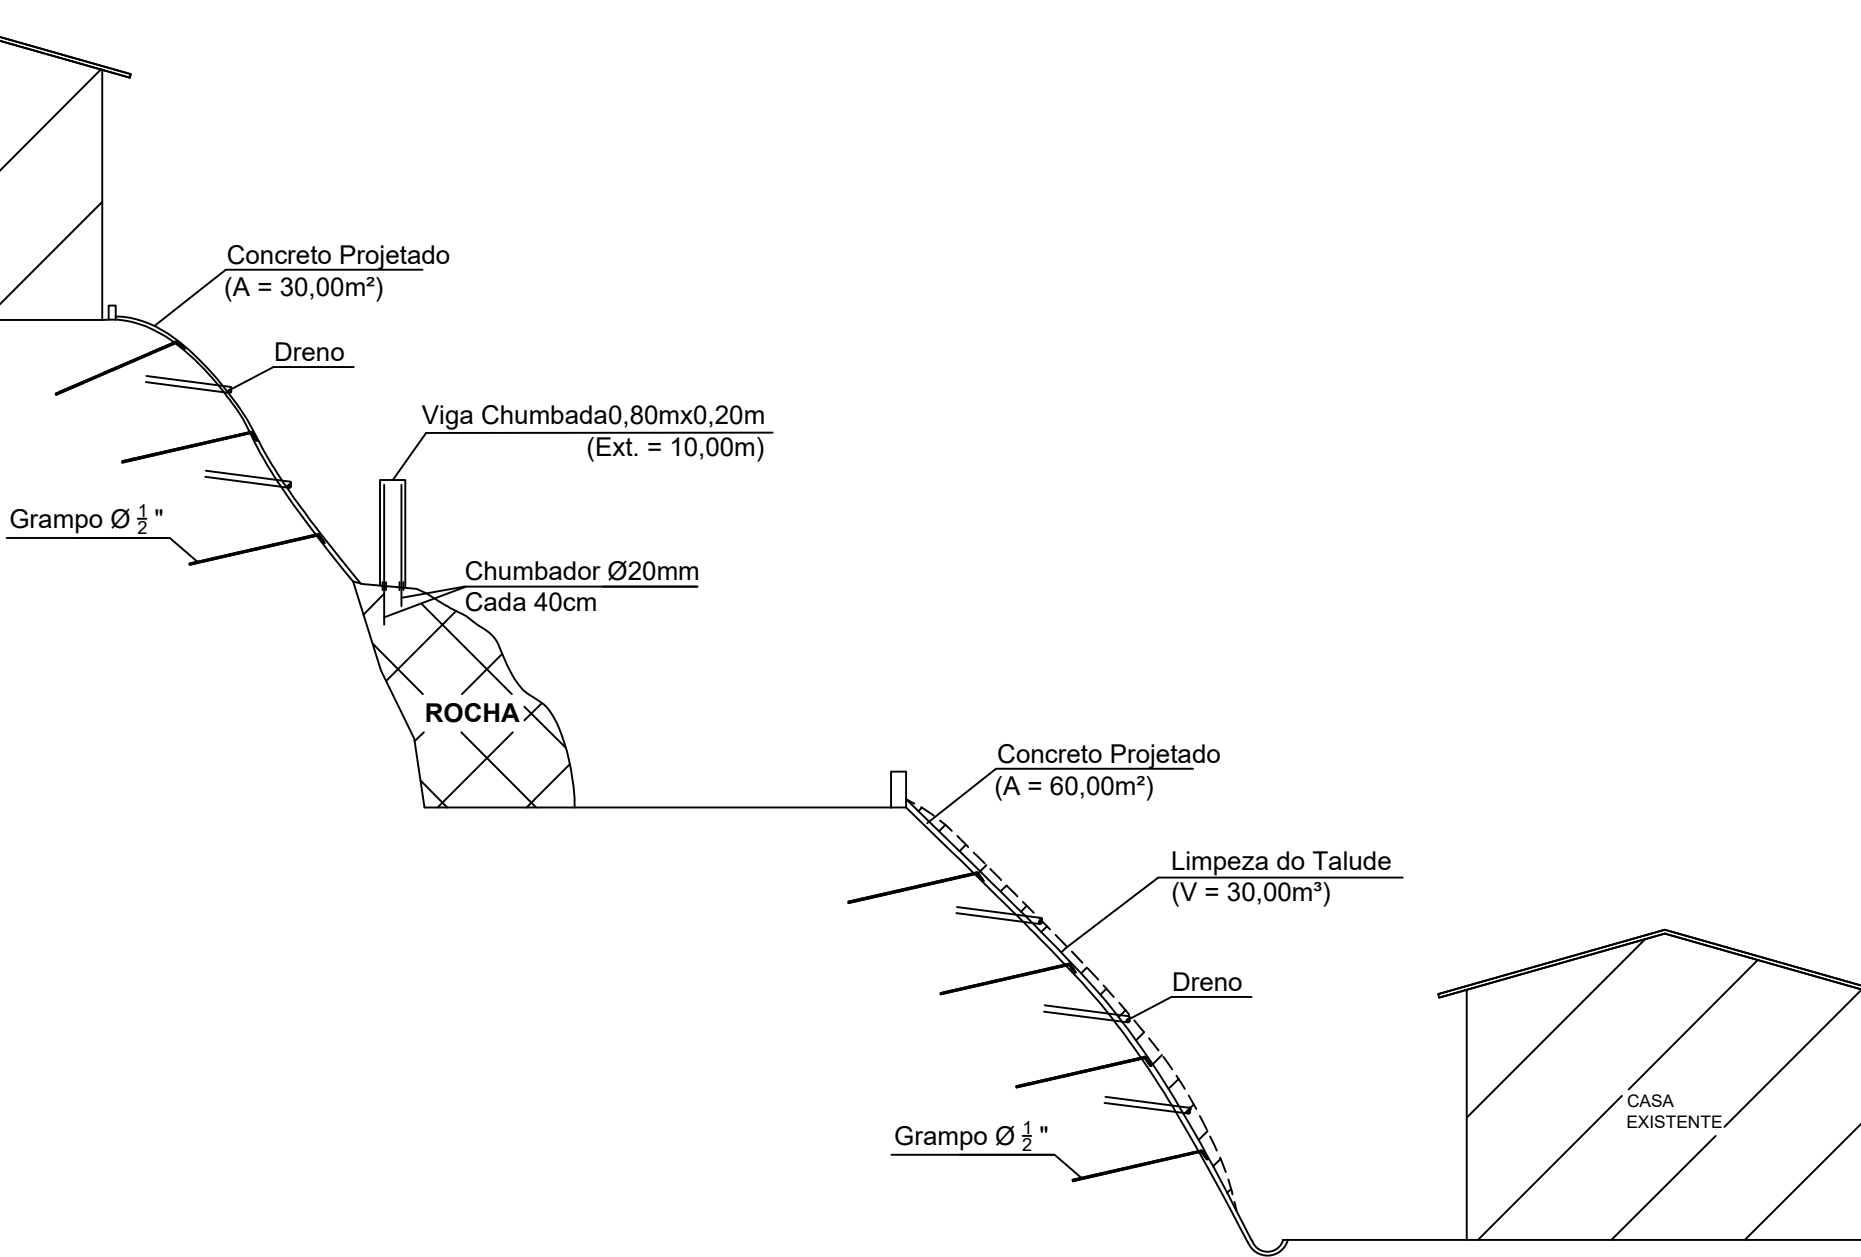 Concreto Projetado
(A = 30,00m²)
Dreno
Viga Chumbada0,80mx0,20m
(Ext. = 10,00m)
Grampo Ø 1/2 "
Chumbador Ø20mm
Cada 40cm
ROCHA
Concreto Projetado
(A = 60,00m²)
Limpeza do Talude
(V = 30,00m³)
Dreno
Grampo Ø 1/2 "
CASA
EXISTENTE